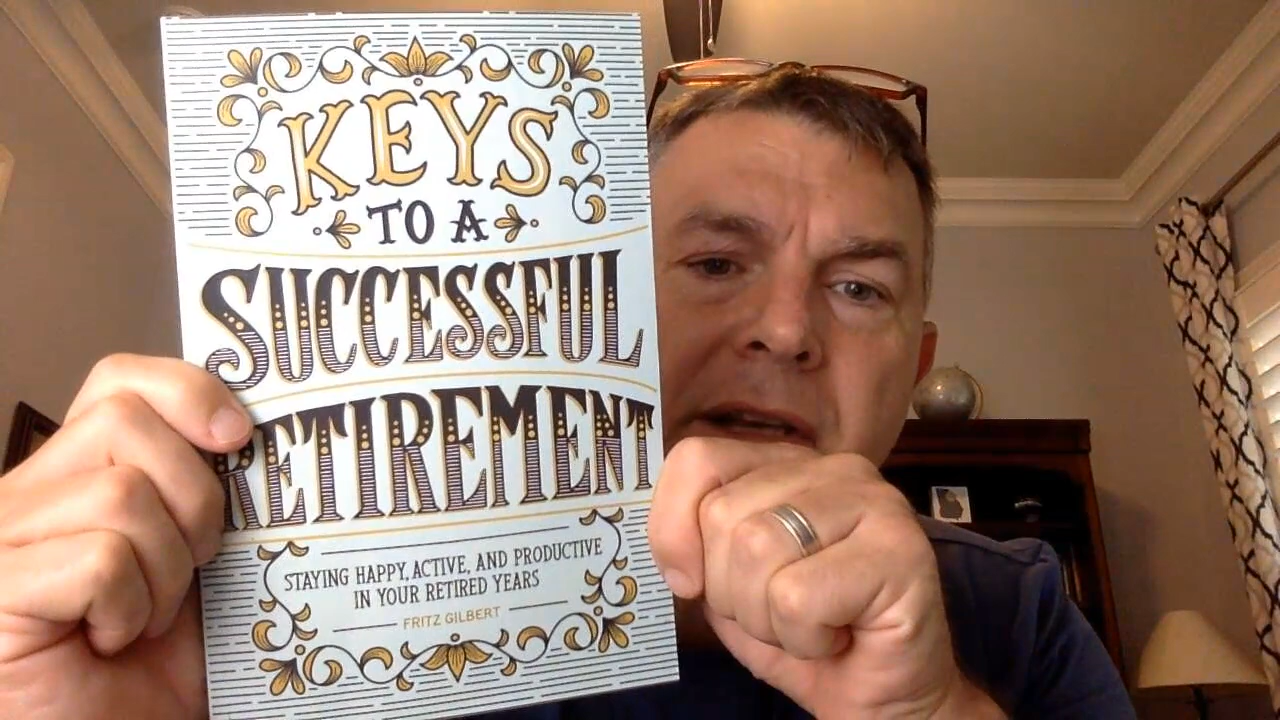 KEYS
TO A
SUCCESSFUL
RETIREMENT
STAYING HAPPY, ACTIVE, AND PRODUCTIVE
IN YOUR RETIRED YEARS
FRITZ GILBERT